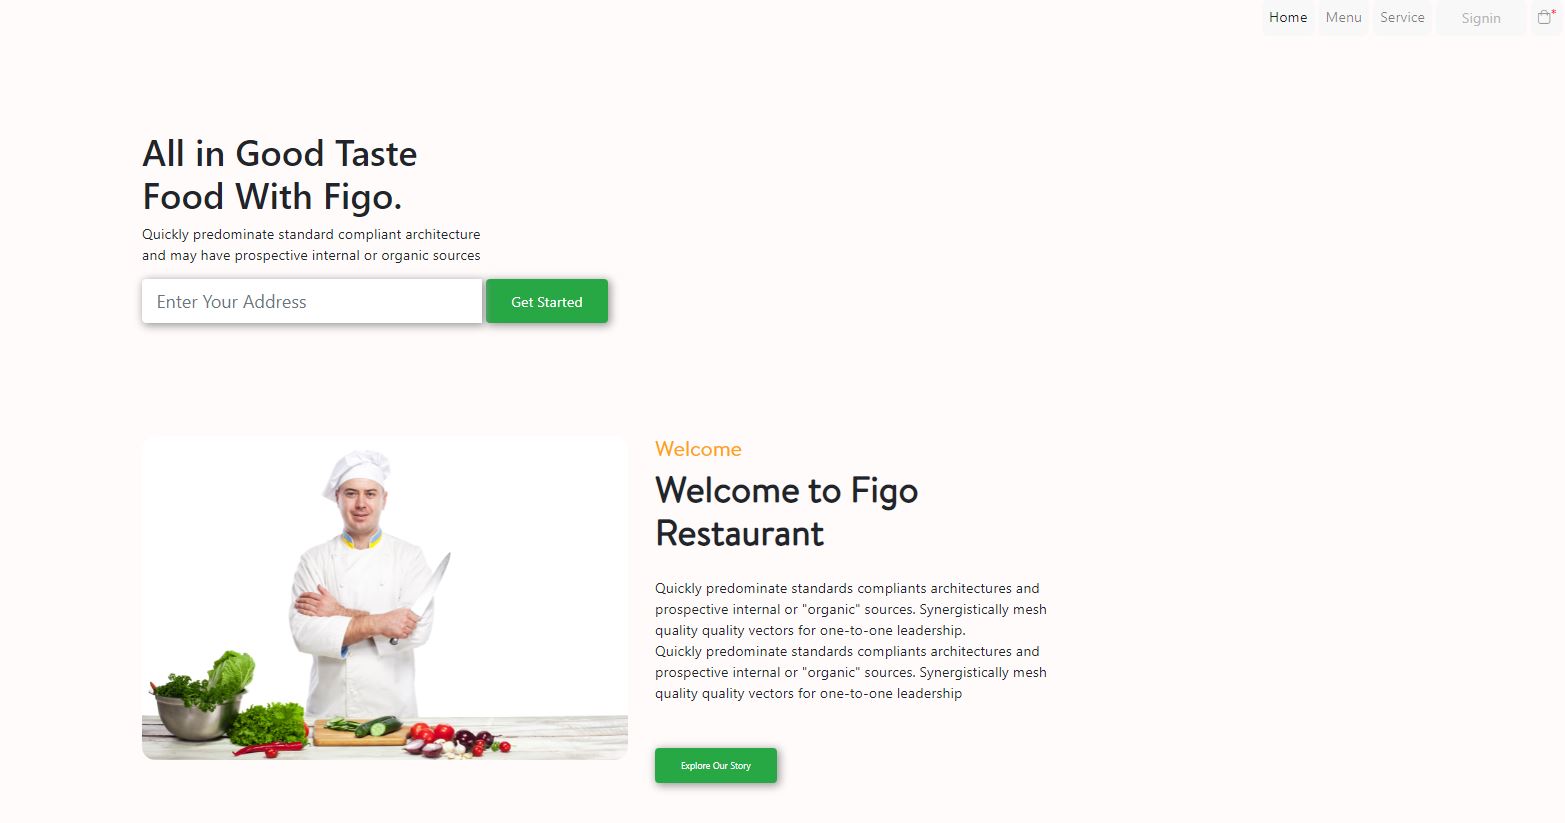 Home Menu Service Signin *
All in Good Taste
Food With Figo.
Quickly predominate standard compliant architecture
and may have prospective internal or organic sources
Enter Your Address Get Started
Welcome
Welcome to Figo
Restaurant
Quickly predominate standards compliants architectures and
prospective internal or "organic" sources. Synergistically mesh
quality quality vectors for one-to-one leadership.
Quickly predominate standards compliants architectures and
prospective internal or "organic" sources. Synergistically mesh
quality quality vectors for one-to-one leadership
Explore Our Story